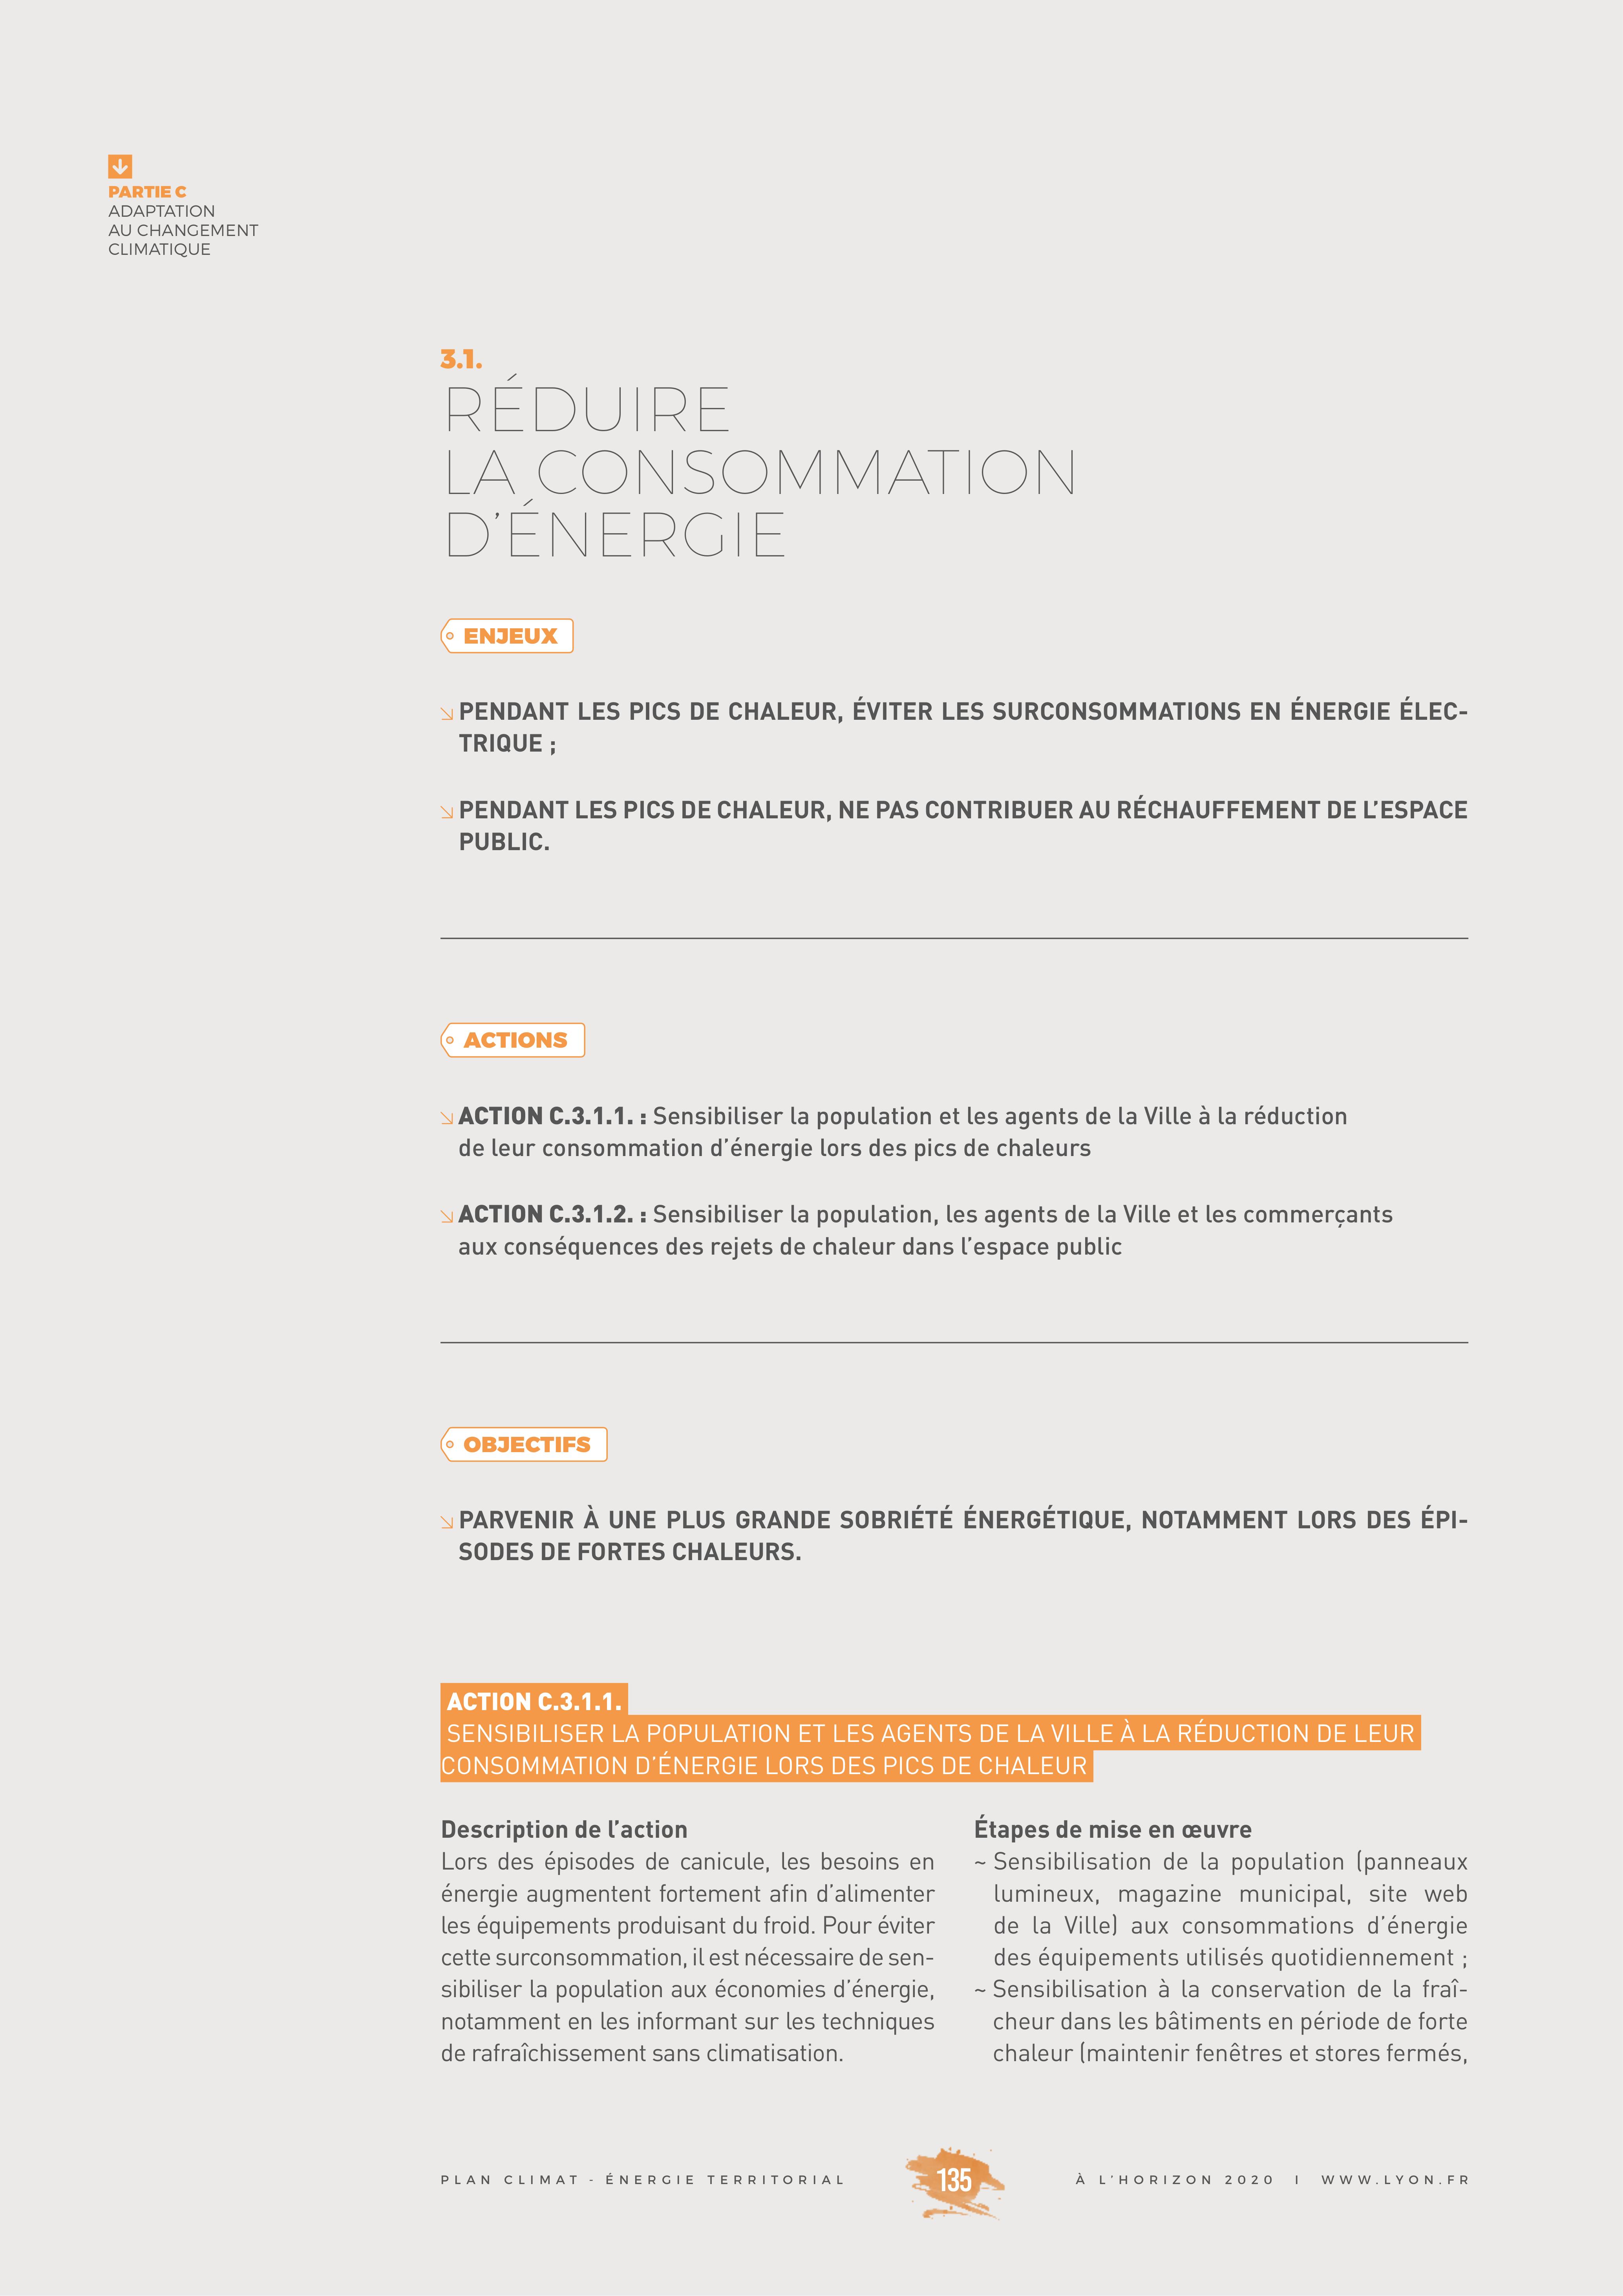 PARTIE C
ADAPTATION
AU CHANGEMENT
CLIMATIQUE
3.1.
RÉDUIRE
LA CONSOMMATION
D’ÉNERGIE
ENJEUX
PENDANT LES PICS DE CHALEUR, ÉVITER LES SURCONSOMMATIONS EN ÉNERGIE ÉLEC-
TRIQUE ;
PENDANT LES PICS DE CHALEUR, NE PAS CONTRIBUER AU RÉCHAUFFEMENT DE L’ESPACE
PUBLIC.
ACTIONS
ACTION C.3.1.1. : Sensibiliser la population et les agents de la Ville à la réduction
de leur consommation d’énergie lors des pics de chaleurs
ACTION C.3.1.2. : Sensibiliser la population, les agents de la Ville et les commerçants
aux conséquences des rejets de chaleur dans l’espace public
OBJECTIFS
PARVENIR À UNE PLUS GRANDE SOBRIÉTÉ ÉNERGÉTIQUE, NOTAMMENT LORS DES ÉPI-
SODES DE FORTES CHALEURS.
ACTION C.3.1.1.
SENSIBILISER LA POPULATION ET LES AGENTS DE LA VILLE À LA RÉDUCTION DE LEUR
CONSOMMATION D’ÉNERGIE LORS DES PICS DE CHALEUR
Description de l’action
Lors des épisodes de canicule, les besoins en
énergie augmentent fortement afin d’alimenter
les équipements produisant du froid. Pour éviter
cette surconsommation, il est nécessaire de sen-
sibiliser la population aux économies d’énergie,
notamment en les informant sur les techniques
de rafraîchissement sans climatisation.
Étapes de mise en œuvre
~ Sensibilisation de la population (panneaux
lumineux, magazine municipal, site web
de la Ville) aux consommations d’énergie
des équipements utilisés quotidiennement ;
~ Sensibilisation à la conservation de la fraî-
cheur dans les bâtiments en période de forte
chaleur (maintenir fenêtres et stores fermés,
PLAN CLIMAT - ÉNERGIE TERRITORIAL
135
À L’HORIZON 2020 I WWW.LYON.FR